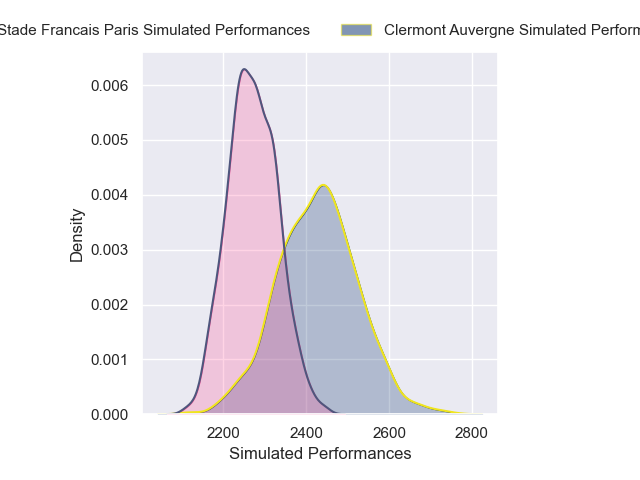 Stade Francais Paris Simulated Performances
Clermont Auvergne Simulated
0.006
0.005
0.004
0.003
0.002
0.001
0.000
Density
2200
2400
2600
2800
Simulated Performances